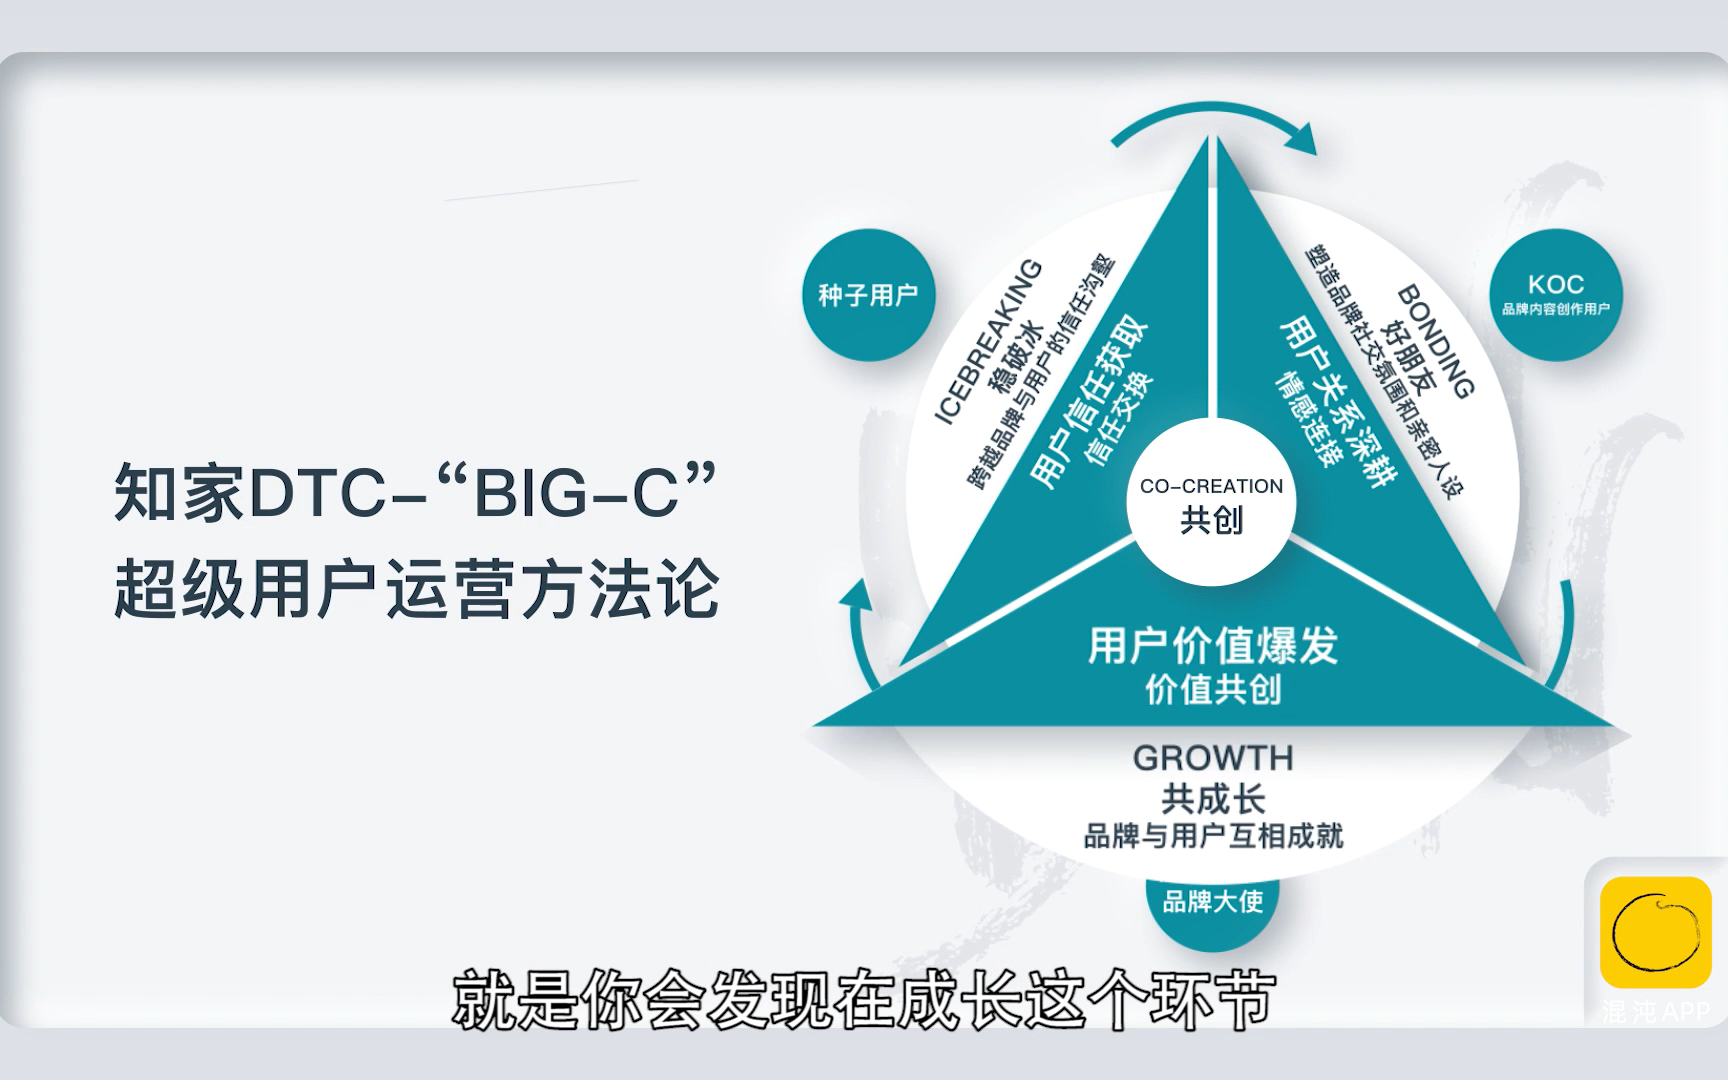 知家DTC-“BIG-C”
超级用户运营方法论
种子用户
ICEBREAKING
稳破冰
跨越品牌与用户的信任沟壑
用户信任获取
信任交换
KOC
品牌内容创作用户
BONDING
好朋友
塑造品牌社交氛围和亲密人设
用户关系深耕
情感连接
CO-CREATION
共创
用户价值爆发
价值共创
GROWTH
共成长
品牌与用户互相成就
品牌大使
就是你会发现在成长这个环节
混沌APP